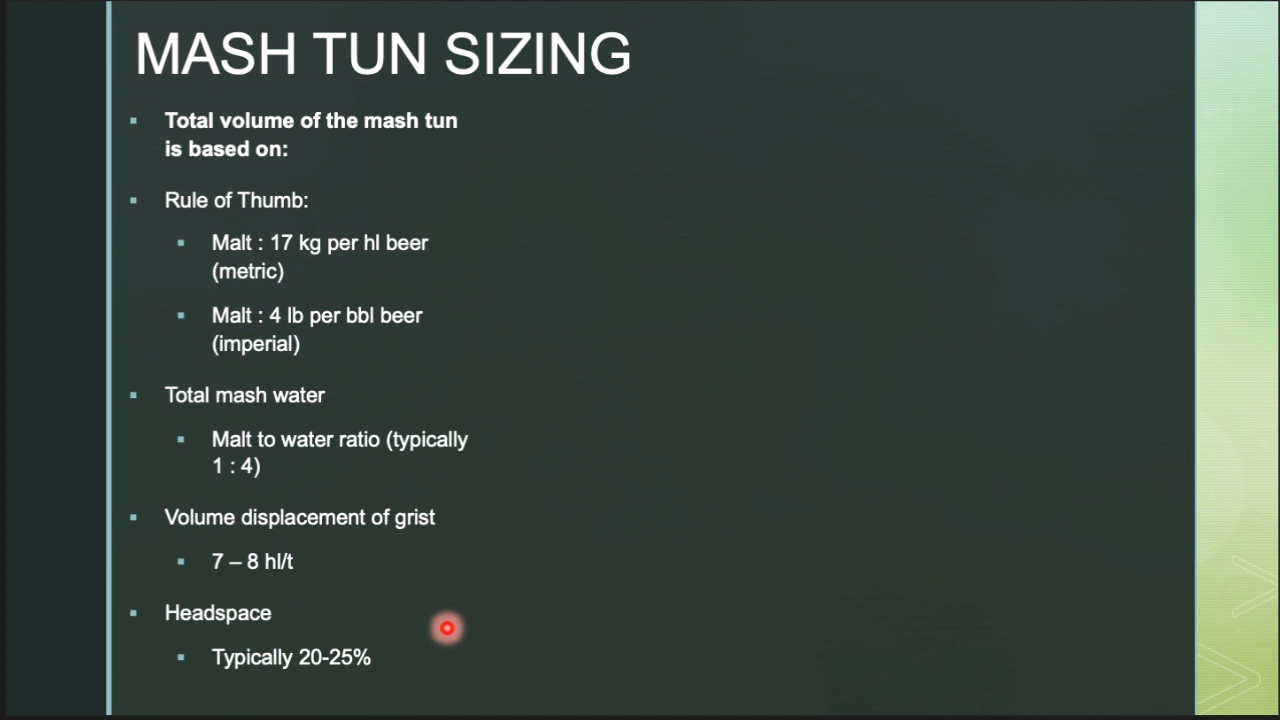 MASH TUN SIZING
Total volume of the mash tun
is based on:
Rule of Thumb:
Malt : 17 kg per hl beer
(metric)
Malt : 4 lb per bbl beer
(imperial)
Total mash water
Malt to water ratio (typically
1 : 4)
Volume displacement of grist
7 – 8 hl/t
Headspace
Typically 20-25%